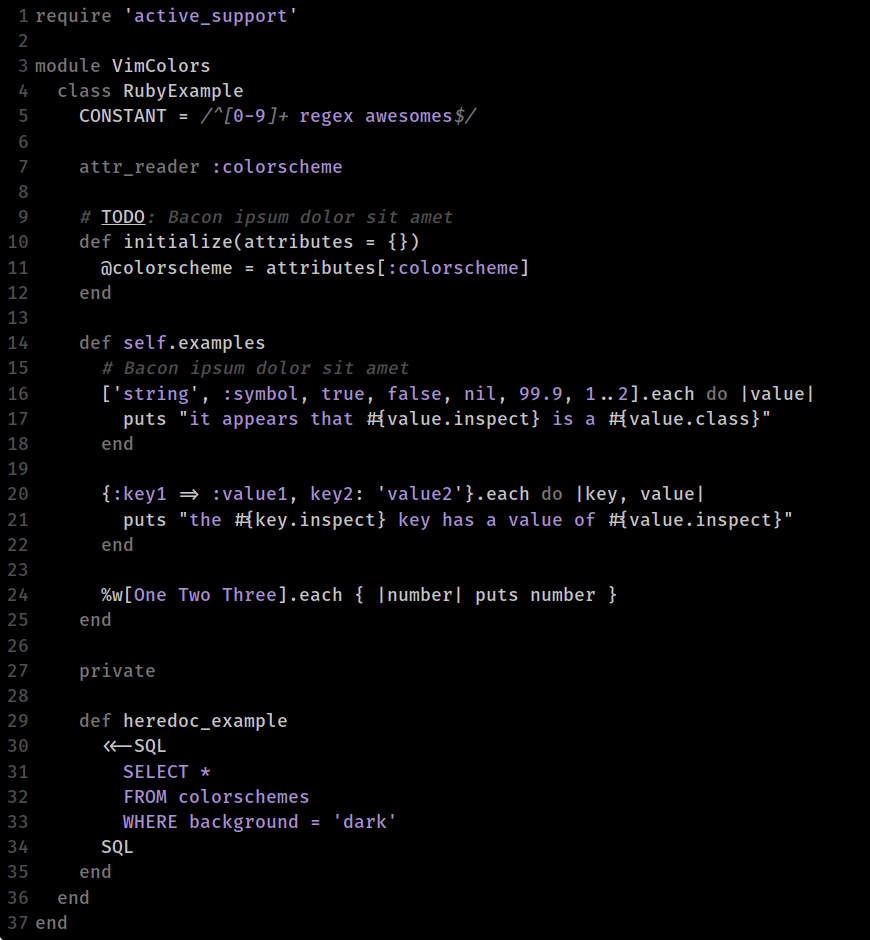 1 require 'active_support'
2
3 module VimColors
4   class RubyExample
5     CONSTANT = /^[0-9]+ regex awesomes$/
6
7     attr_reader :colorscheme
8
9     # TODO: Bacon ipsum dolor sit amet
10     def initialize(attributes = {})
11       @colorscheme = attributes[:colorscheme]
12     end
13
14     def self.examples
15       # Bacon ipsum dolor sit amet
16       ['string', :symbol, true, false, nil, 99.9, 1..2].each do |value|
17         puts "it appears that #{value.inspect} is a #{value.class}"
18       end
19
20       {:key1 => :value1, key2: 'value2'}.each do |key, value|
21         puts "the #{key.inspect} key has a value of #{value.inspect}"
22       end
23
24       %w[One Two Three].each { |number| puts number }
25     end
26
27     private
28
29     def heredoc_example
30       <<-SQL
31         SELECT *
32         FROM colorschemes
33         WHERE background = 'dark'
34       SQL
35     end
36   end
37 end